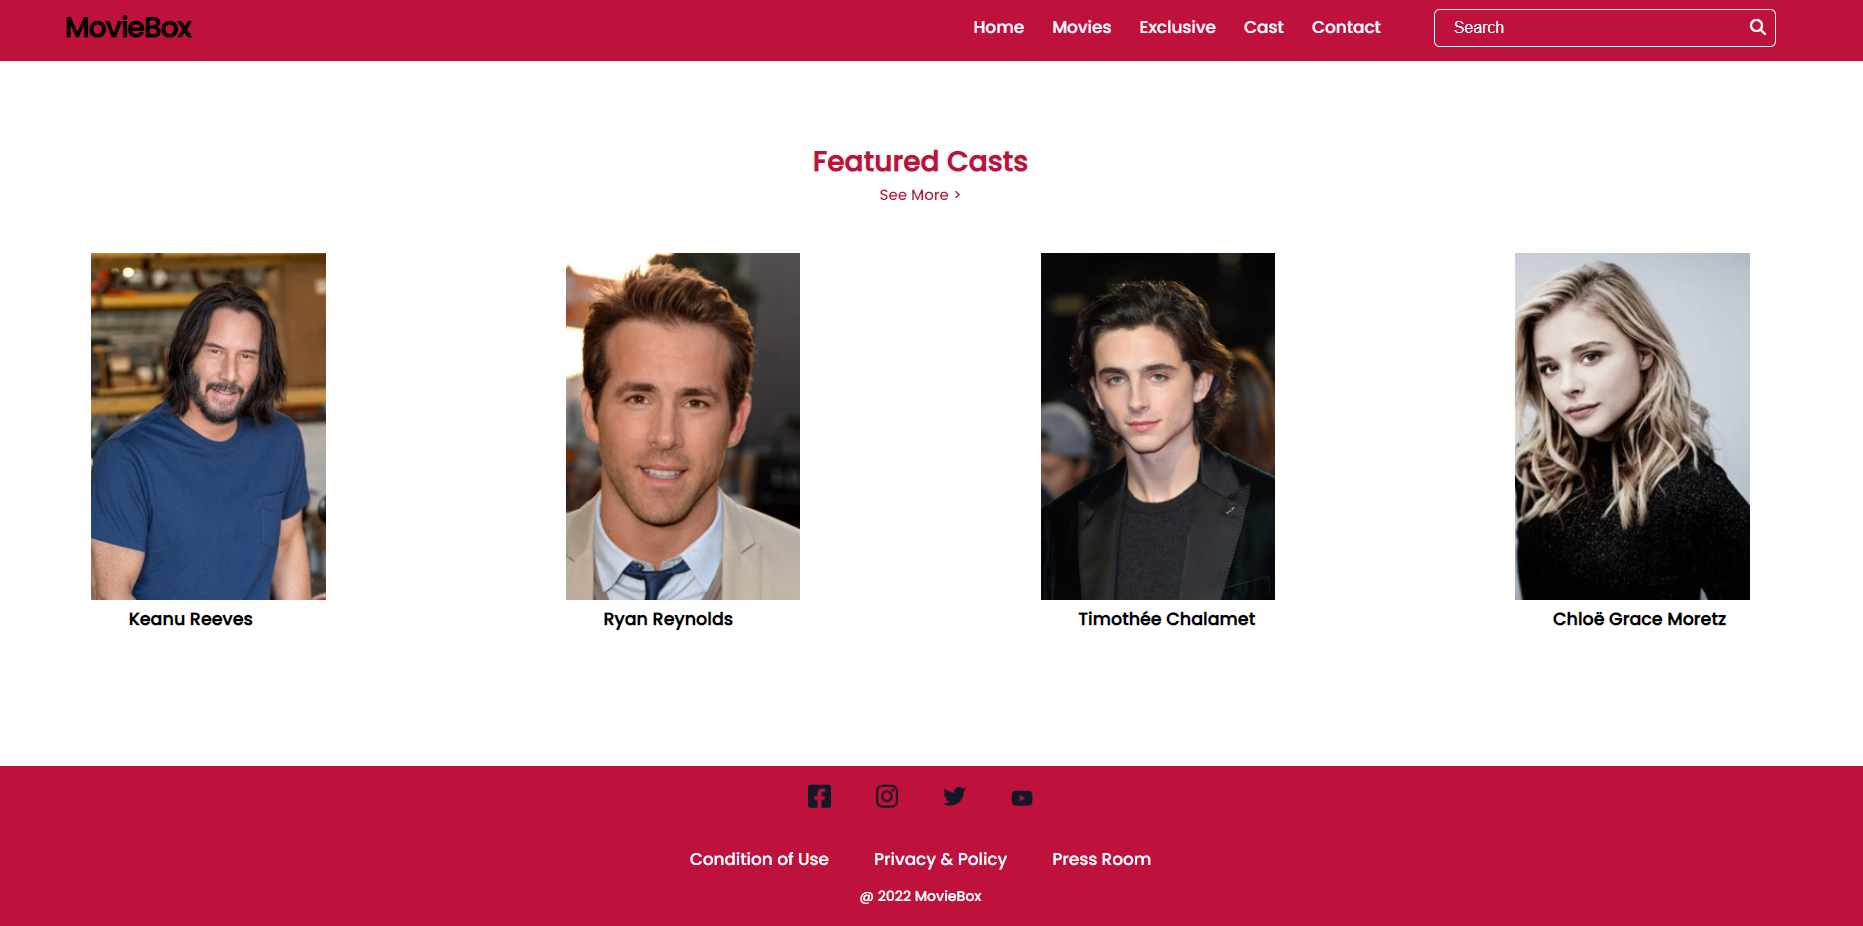 MovieBox Home Movies Exclusive Cast Contact Search
Featured Casts
See More >
Keanu Reeves Ryan Reynolds Timothée Chalamet Chloë Grace Moretz
Condition of Use Privacy & Policy Press Room
@ 2022 MovieBox